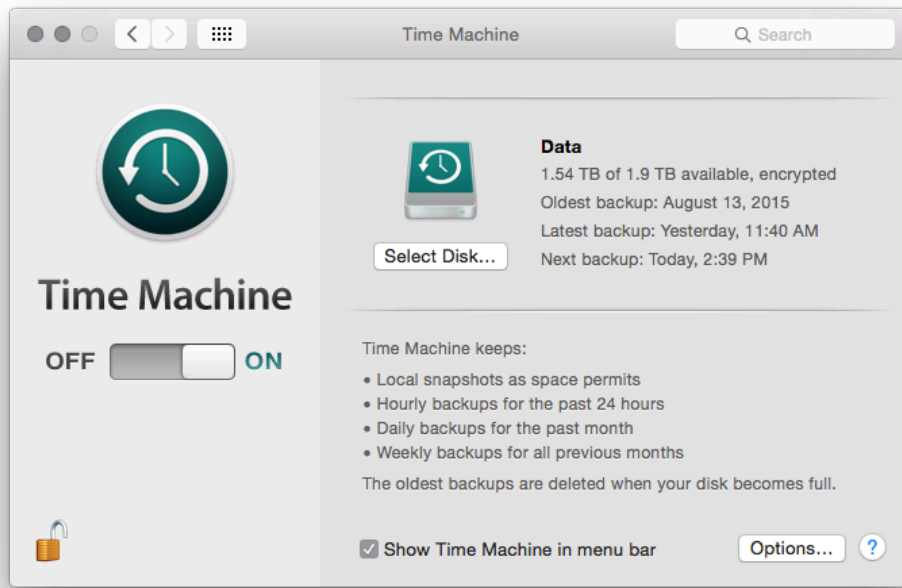 Time Machine
Search
Time Machine
OFF ON
Data
1.54 TB of 1.9 TB available, encrypted
Oldest backup: August 13, 2015
Latest backup: Yesterday, 11:40 AM
Next backup: Today, 2:39 PM
Select Disk...
Time Machine keeps:
• Local snapshots as space permits
• Hourly backups for the past 24 hours
• Daily backups for the past month
• Weekly backups for all previous months
The oldest backups are deleted when your disk becomes full.
Show Time Machine in menu bar
Options...
?